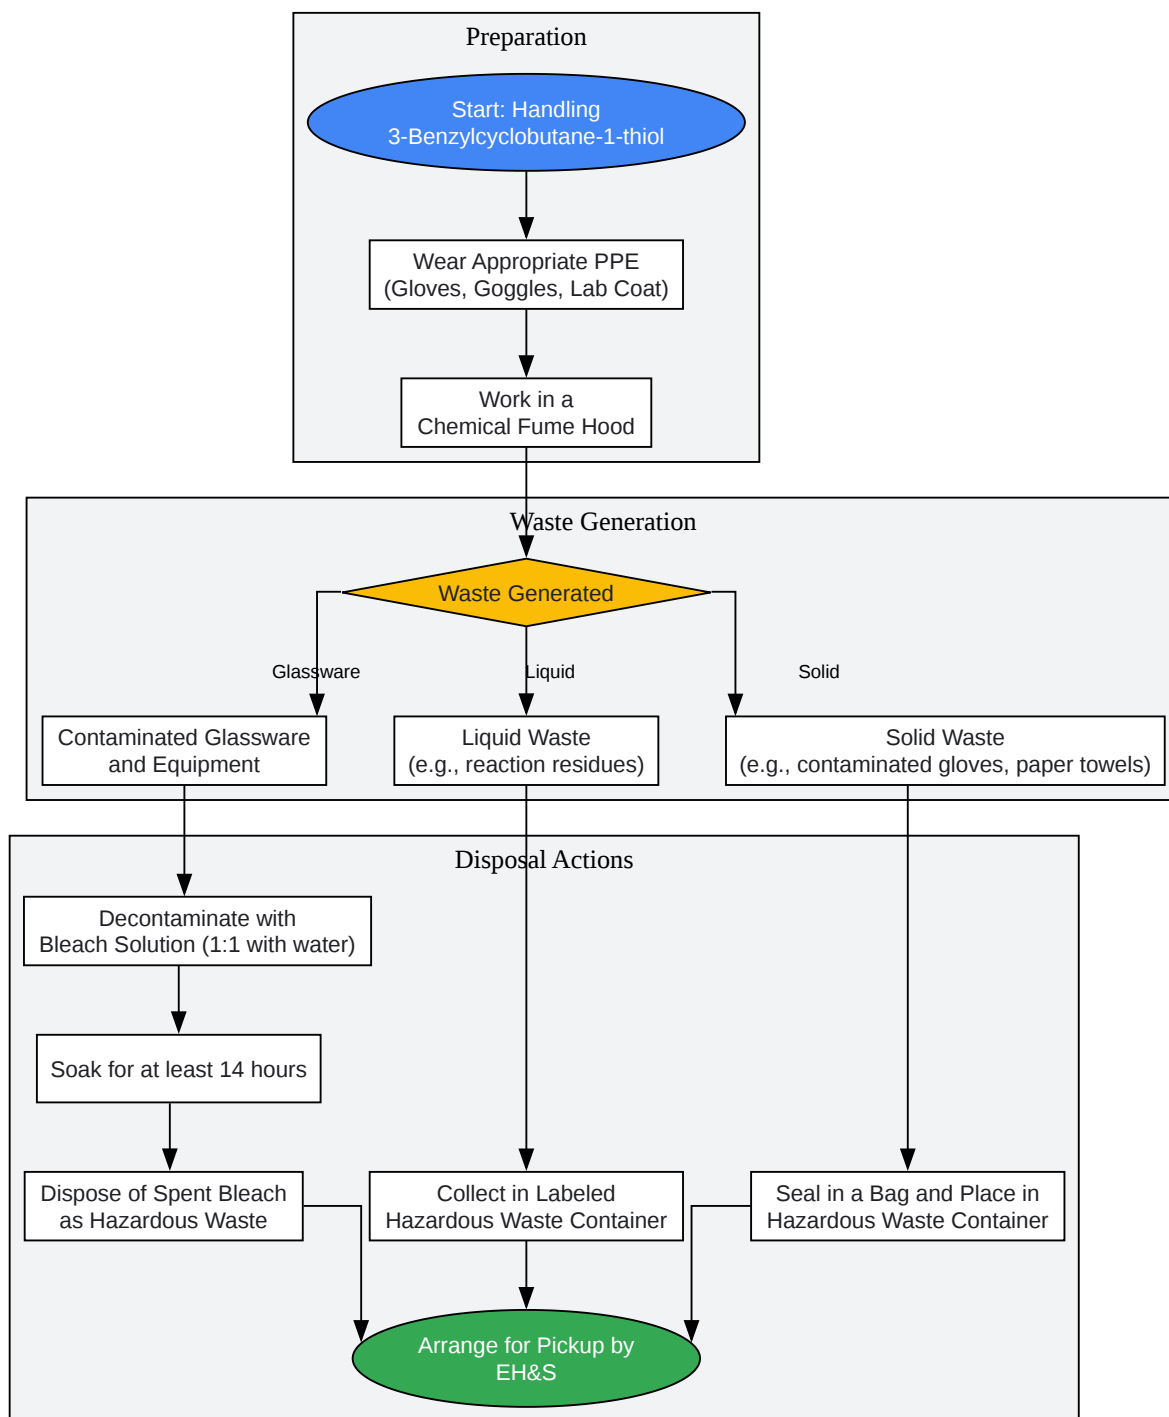 Preparation
Start: Handling
3-Benzylcyclobutane-1-thiol
Wear Appropriate PPE
(Gloves, Goggles, Lab Coat)
Work in a
Chemical Fume Hood
Waste Generation
Waste Generated
Glassware
Liquid
Solid
Contaminated Glassware
and Equipment
Liquid Waste
(e.g., reaction residues)
Solid Waste
(e.g., contaminated gloves, paper towels)
Disposal Actions
Decontaminate with
Bleach Solution (1:1 with water)
Soak for at least 14 hours
Dispose of Spent Bleach
as Hazardous Waste
Collect in Labeled
Hazardous Waste Container
Seal in a Bag and Place in
Hazardous Waste Container
Arrange for Pickup by
EH&S